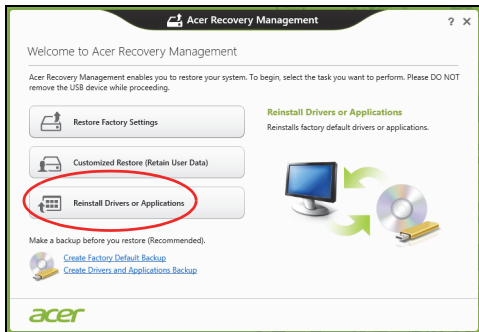 Acer Recovery Management
? ×
Welcome to Acer Recovery Management
Acer Recovery Management enables you to restore your system. To begin, select the task you want to perform. Please DO NOT
remove the USB device while proceeding.
Restore Factory Settings
Customized Restore (Retain User Data)
Reinstall Drivers or Applications
Reinstall Drivers or Applications
Reinstalls factory default drivers or applications.
Make a backup before you restore (Recommended).
Create Factory Default Backup
Create Drivers and Applications Backup
acer